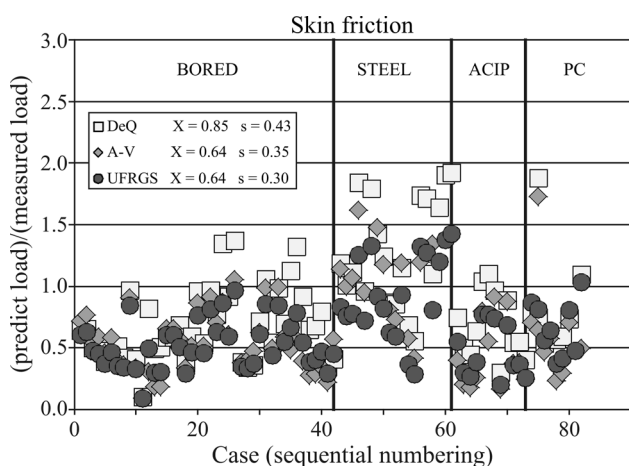 Skin friction
3.0
2.5
2.0
1.5
1.0
0.5
0.0
(predict load)/(measured load)
BORED STEEL ACIP PC
DeQ X = 0.85 s = 0.43
A-V X = 0.64 s = 0.35
UFRGS X = 0.64 s = 0.30
0 20 40 60 80
Case (sequential numbering)